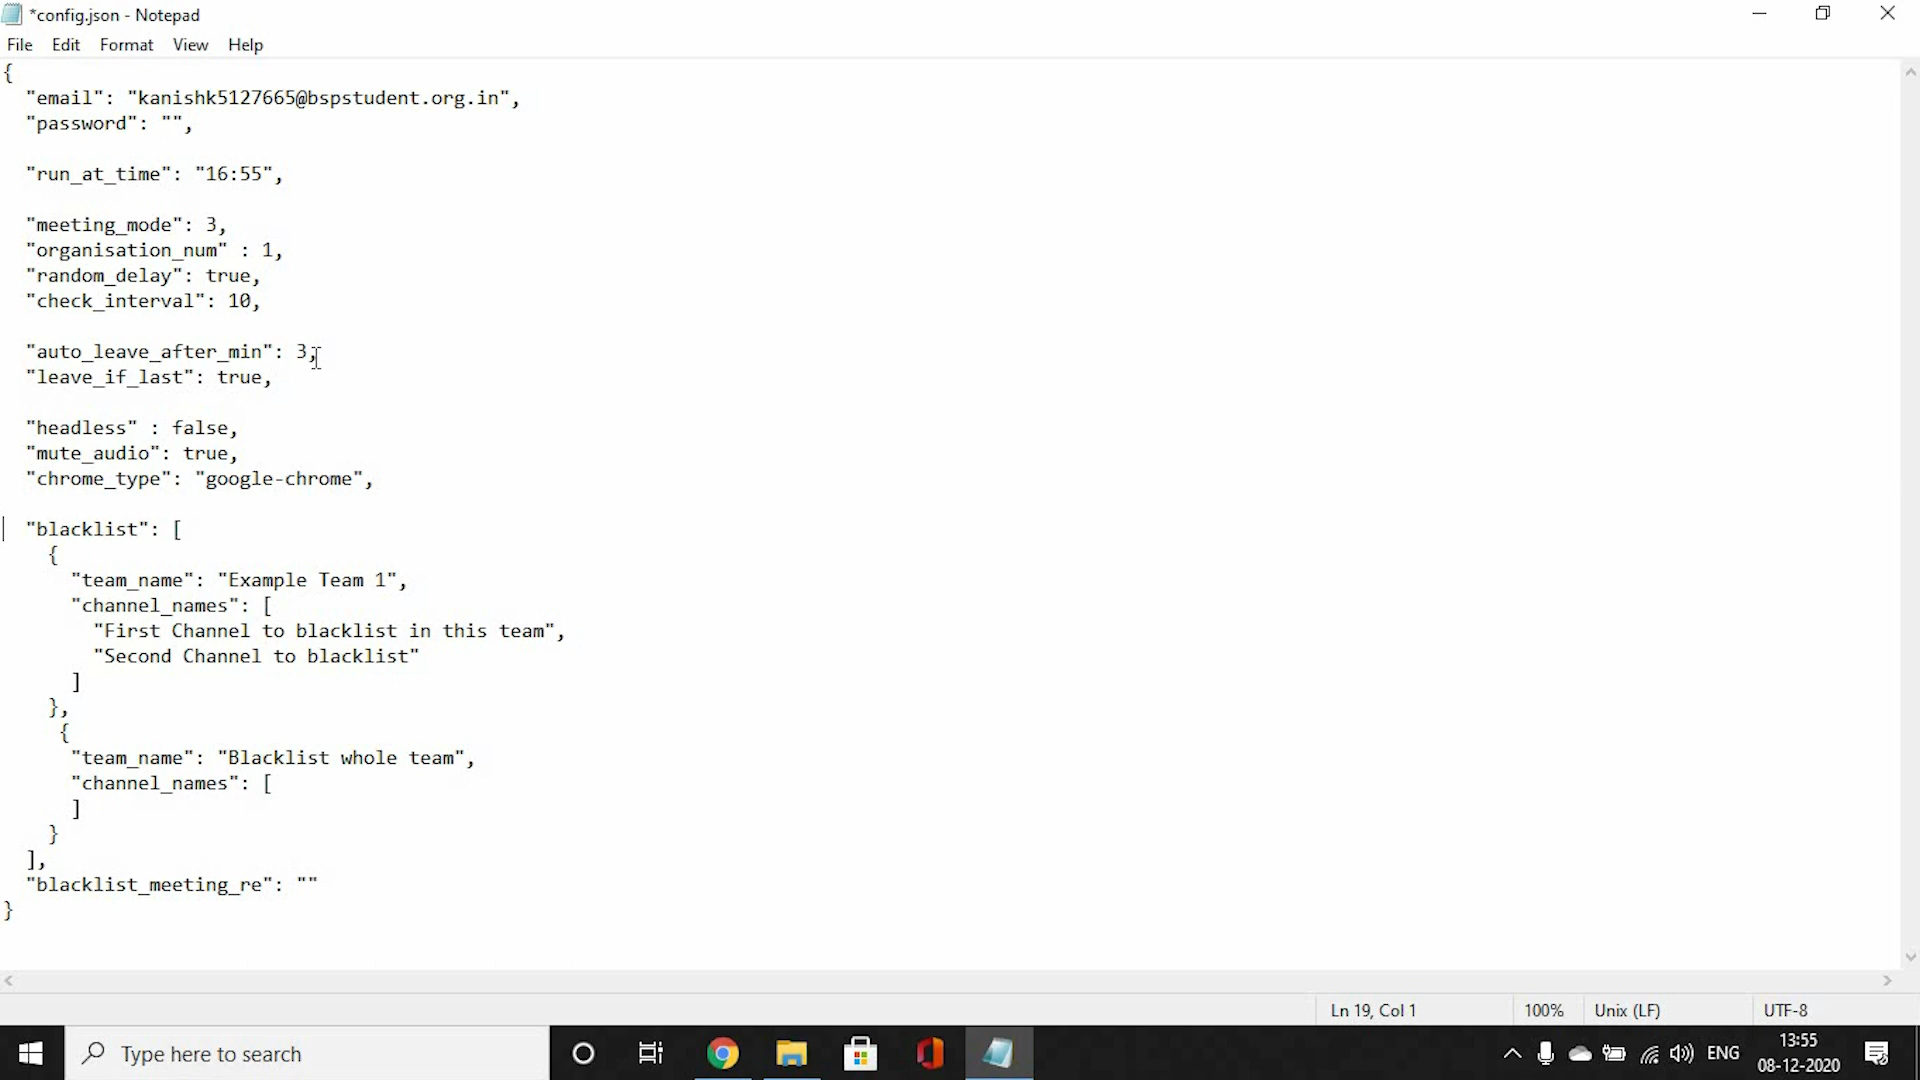 *config.json - Notepad
File Edit Format View Help
{
"email": "kanishk5127665@bspstudent.org.in",
"password": "",
"run_at_time": "16:55",
"meeting_mode": 3,
"organisation_num" : 1,
"random_delay": true,
"check_interval": 10,
"auto_leave_after_min": 3,
"leave_if_last": true,
"headless" : false,
"mute_audio": true,
"chrome_type": "google-chrome",
"blacklist": [
{
"team_name": "Example Team 1",
"channel_names": [
"First Channel to blacklist in this team",
"Second Channel to blacklist"
]
},
{
"team_name": "Blacklist whole team",
"channel_names": [
]
}
],
"blacklist_meeting_re": ""
}
Ln 19, Col 1 100% Unix (LF) UTF-8
Type here to search
ENG
13:55
08-12-2020